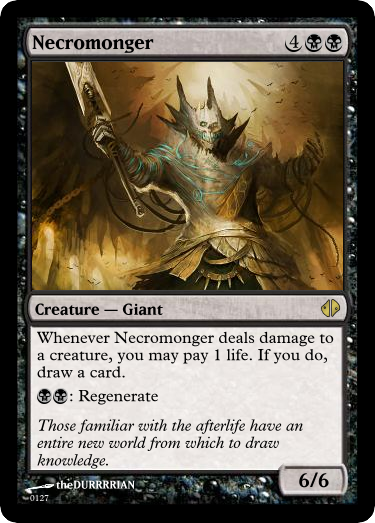 Necromonger 4
Creature — Giant
Whenever Necromonger deals damage to
a creature, you may pay 1 life. If you do,
draw a card.
: Regenerate
Those familiar with the afterlife have an
entire new world from which to draw
knowledge.
6/6
theDURRRRIAN
0127